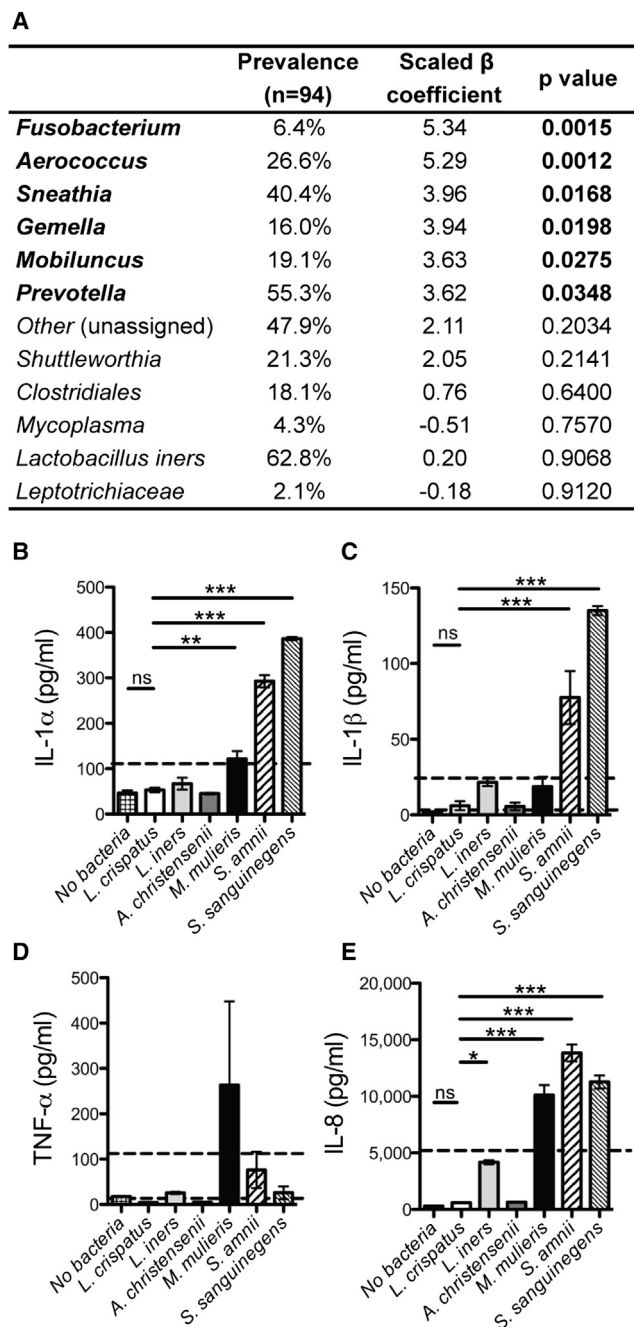 A
Prevalence (n=94) Scaled β coefficient p value
Fusobacterium 6.4% 5.34 0.0015
Aerococcus 26.6% 5.29 0.0012
Sneathia 40.4% 3.96 0.0168
Gemella 16.0% 3.94 0.0198
Mobiluncus 19.1% 3.63 0.0275
Prevotella 55.3% 3.62 0.0348
Other (unassigned) 47.9% 2.11 0.2034
Shuttleworthia 21.3% 2.05 0.2141
Clostridiales 18.1% 0.76 0.6400
Mycoplasma 4.3% -0.51 0.7570
Lactobacillus iners 62.8% 0.20 0.9068
Leptotrichiaceae 2.1% -0.18 0.9120
B
IL-1α (pg/ml)
500
400
300
200
100
0
***
***
**
ns
No bacteria
L. crispatus
L. iners
A. christensenii
M. mulieris
S. amnii
S. sanguinegens
C
IL-1β (pg/ml)
150
100
50
0
***
***
ns
No bacteria
L. crispatus
L. iners
A. christensenii
M. mulieris
S. amnii
S. sanguinegens
D
TNF-α (pg/ml)
500
400
300
200
100
0
No bacteria
L. crispatus
L. iners
A. christensenii
M. mulieris
S. amnii
S. sanguinegens
E
IL-8 (pg/ml)
20,000
15,000
10,000
5,000
0
***
***
***
*
ns
No bacteria
L. crispatus
L. iners
A. christensenii
M. mulieris
S. amnii
S. sanguinegens